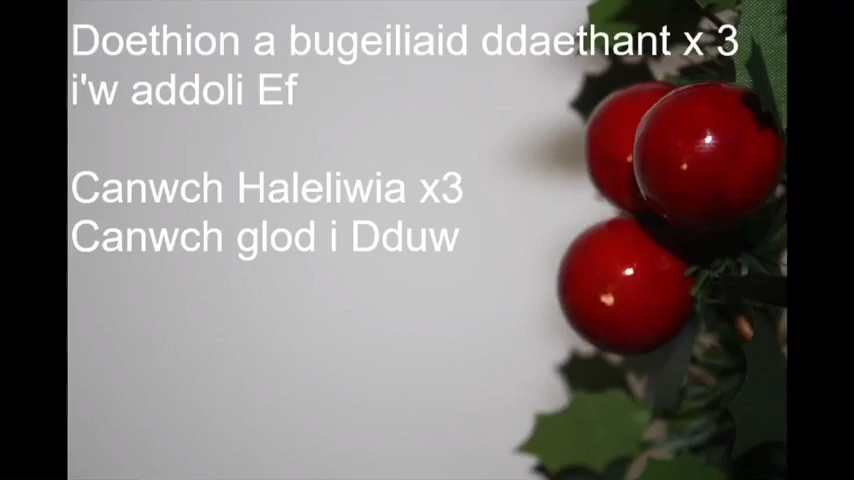 Doethion a bugeiliaid ddaethant x 3
i'w addoli Ef
Canwch Haleliwia x3
Canwch glod i Dduw